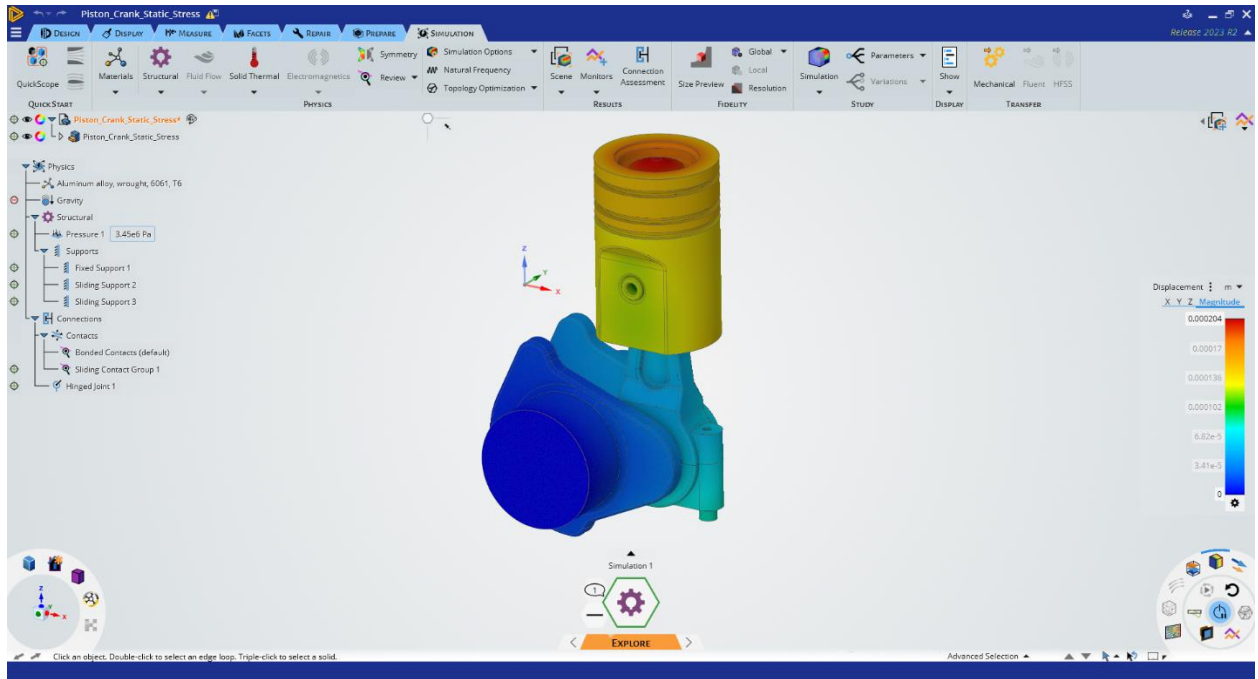 Piston_Crank_Static_Stress
Design Display Measure Facets Repair Prepare Simulation
Release 2023 R2
QuickScope
Materials Structural Fluid Flow Solid Thermal Electromagnetics
Symmetry
Review
Simulation Options
Natural Frequency
Topology Optimization
Scene Monitors Connection Assessment
Size Preview
Global
Local
Resolution
Simulation
Parameters
Variations
Show
Mechanical Fluent HFSS
Quick Start Physics Results Fidelity Study Display Transfer
Piston_Crank_Static_Stress*
Piston_Crank_Static_Stress
Physics
Aluminum alloy, wrought, 6061, T6
Gravity
Structural
Pressure 1 3.45e6 Pa
Supports
Fixed Support 1
Sliding Support 2
Sliding Support 3
Connections
Contacts
Bonded Contacts (default)
Sliding Contact Group 1
Hinged Joint 1
Z
Y
X
Displacement m
X Y Z Magnitude
0.000204
0.00017
0.000136
0.000102
6.82e-5
3.41e-5
0
Simulation 1
1
Explore
Z
Y
X
Click an object. Double-click to select an edge loop. Triple-click to select a solid.
Advanced Selection